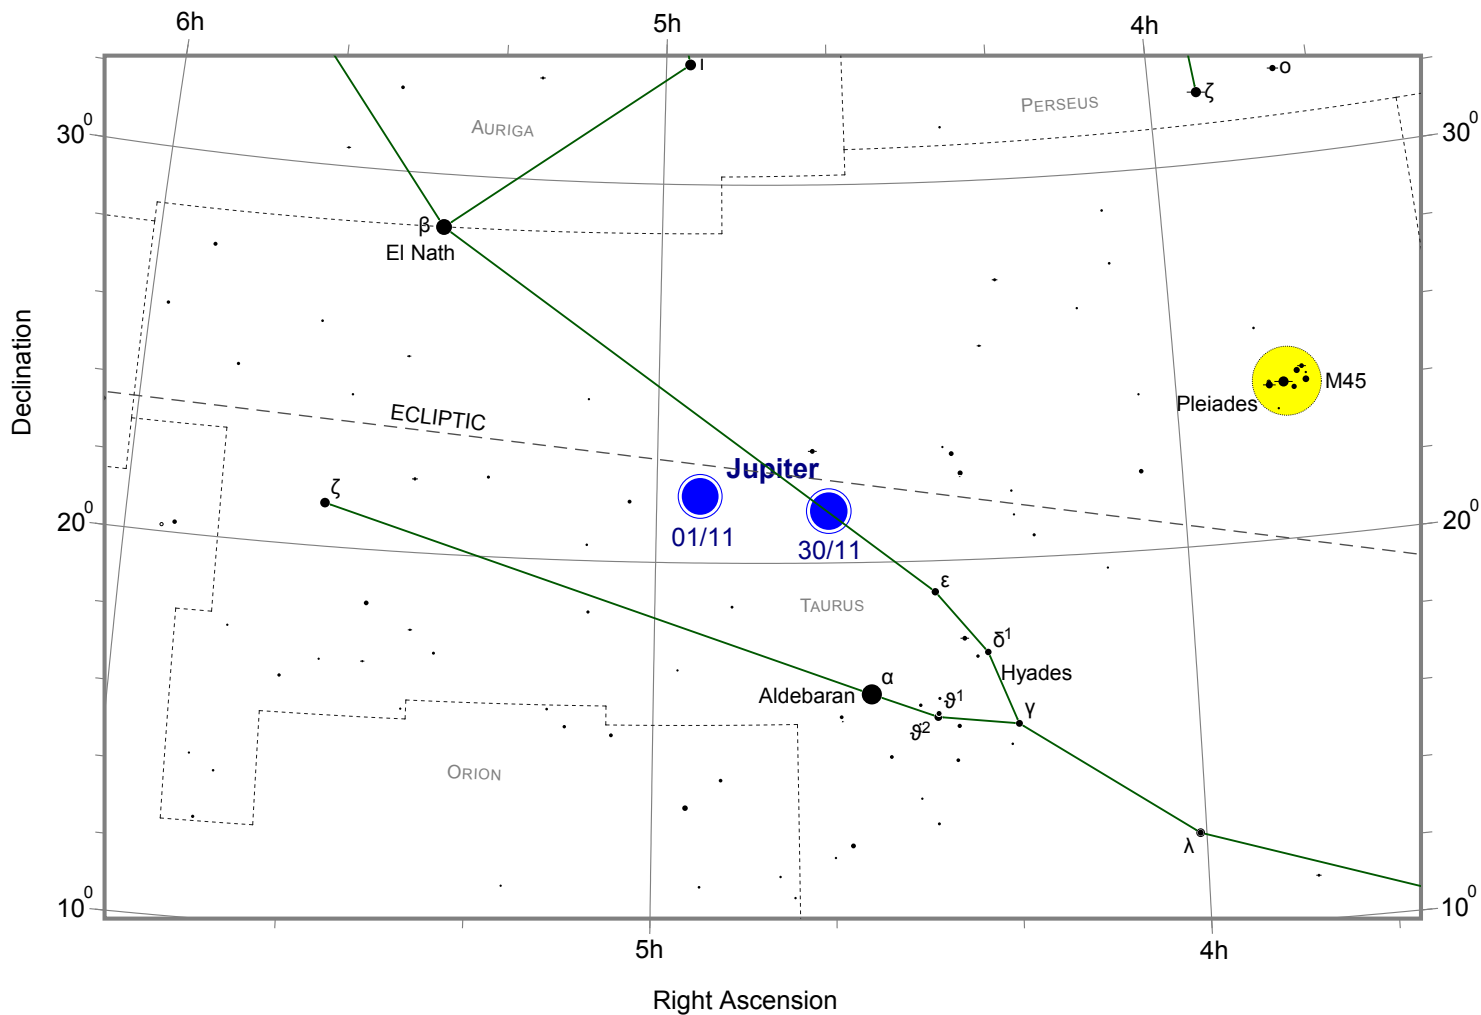 6h 5h 4h
ι ο
ζ
PERSEUS
AURIGA
30⁰ 30⁰
β
El Nath
M45
Pleiades
ECLIPTIC
Jupiter
ζ
01/11
30/11
20⁰ 20⁰
ε
TAURUS
δ¹
Hyades
α
Aldebaran
ϑ¹
γ
ϑ²
ORION
λ
10⁰ 10⁰
5h 4h
Declination
Right Ascension